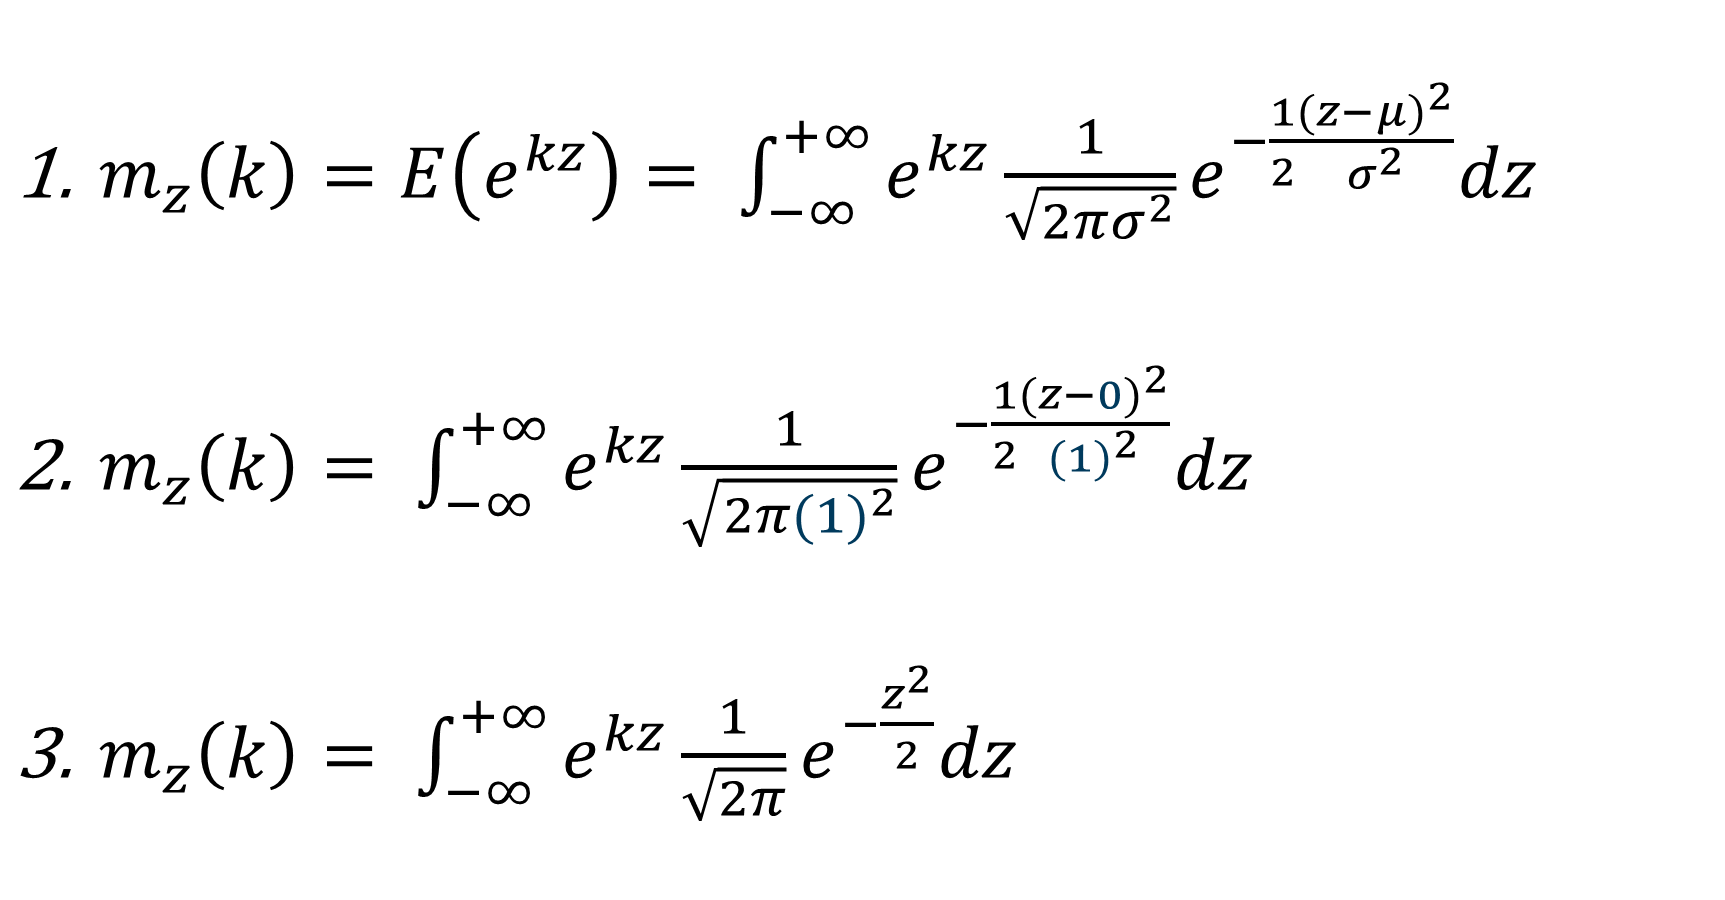 1. m_z(k) = E(e^{kz}) = ∫_{−∞}^{+∞} e^{kz} \frac{1}{\sqrt{2πσ^2}} e^{−\frac{1(z−μ)^2}{2 σ^2}} dz
2. m_z(k) = ∫_{−∞}^{+∞} e^{kz} \frac{1}{\sqrt{2π(1)^2}} e^{−\frac{1(z−0)^2}{2 (1)^2}} dz
3. m_z(k) = ∫_{−∞}^{+∞} e^{kz} \frac{1}{\sqrt{2π}} e^{−\frac{z^2}{2}} dz